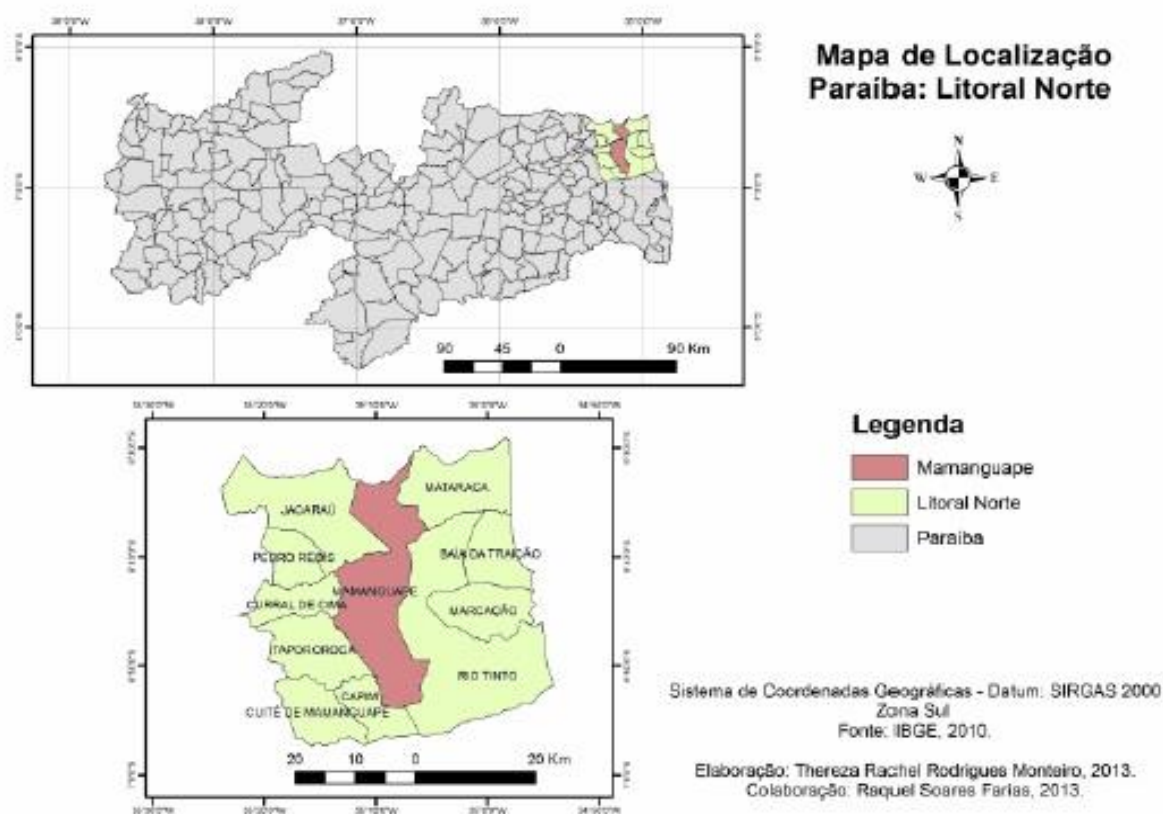 Mapa de Localização
Paraíba: Litoral Norte
N
W E
S
90 45 0 90 Km
Legenda
Mamanguape
Litoral Norte
Paraíba
JACARAÚ
MATARACA
PEDRO RÉGIS
BAÍA DA TRAIÇÃO
MAMANGUAPE
CURRAL DE CIMA
MARCAÇÃO
ITAPOROROCA
RIO TINTO
CAPIM
CUITÉ DE MAMANGUAPE
20 10 0 20 Km
Sistema de Coordenadas Geográficas - Datum: SIRGAS 2000
Zona Sul
Fonte: IBGE, 2010.
Elaboração: Thereza Rachel Rodrigues Monteiro, 2013.
Colaboração: Raquel Soares Farias, 2013.